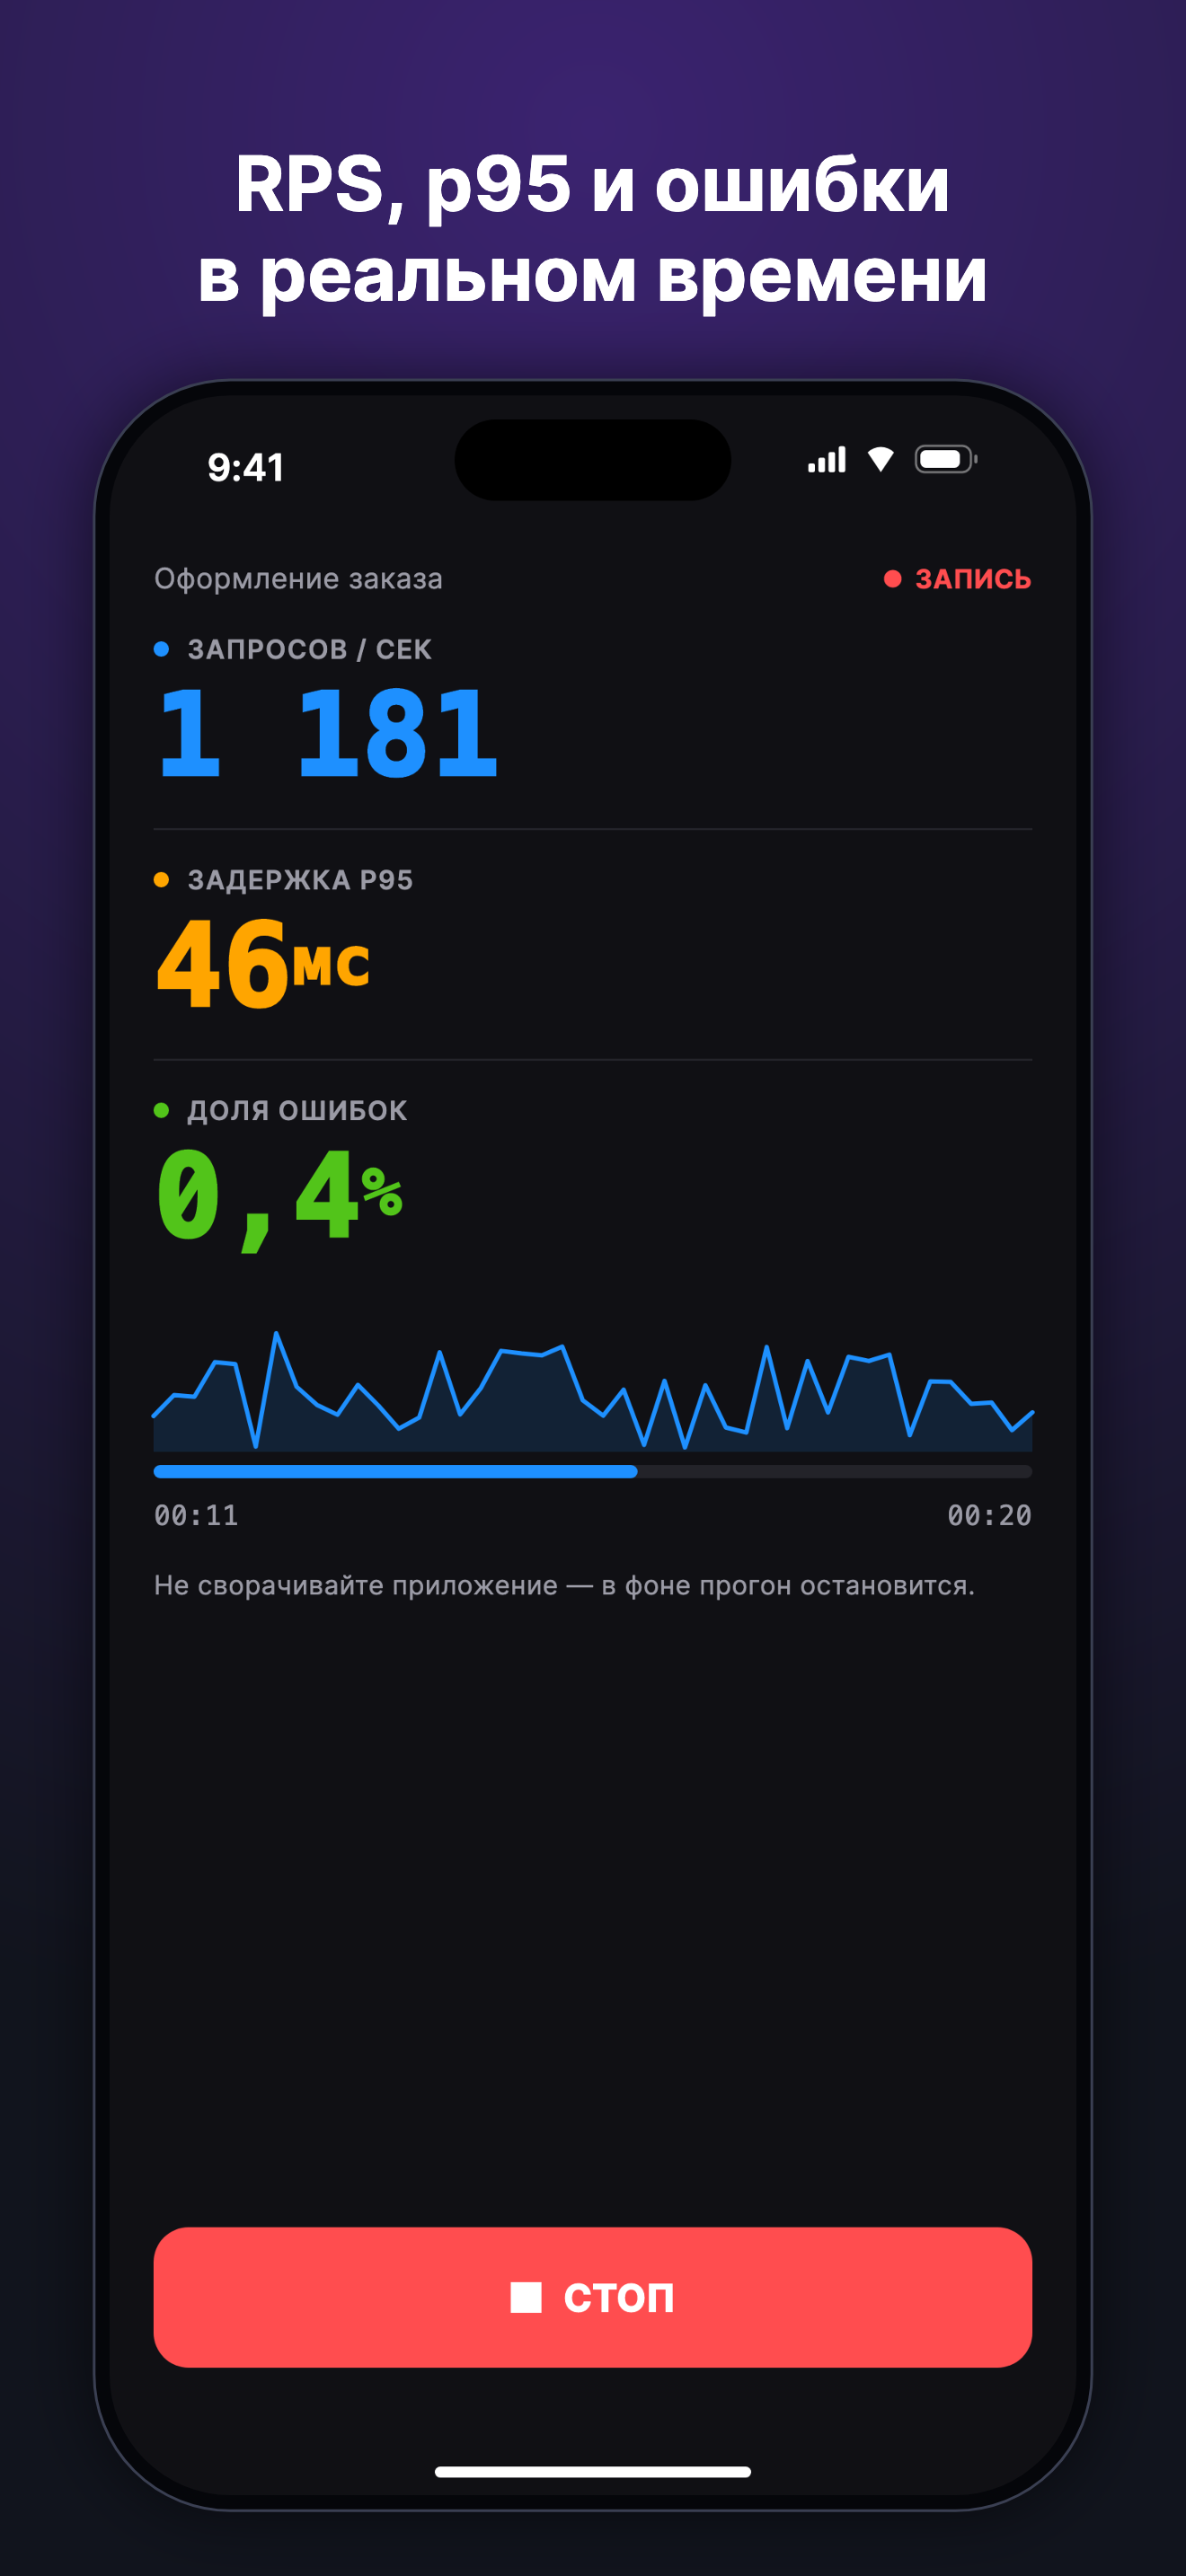 RPS, p95 и ошибки
в реальном времени
9:41
Оформление заказа
ЗАПИСЬ
ЗАПРОСОВ / СЕК
1 181
ЗАДЕРЖКА P95
46мс
ДОЛЯ ОШИБОК
0,4%
00:11
00:20
Не сворачивайте приложение — в фоне прогон остановится.
СТОП